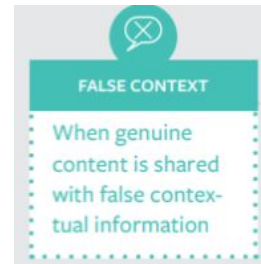 FALSE CONTEXT
When genuine
content is shared
with false contex-
tual information